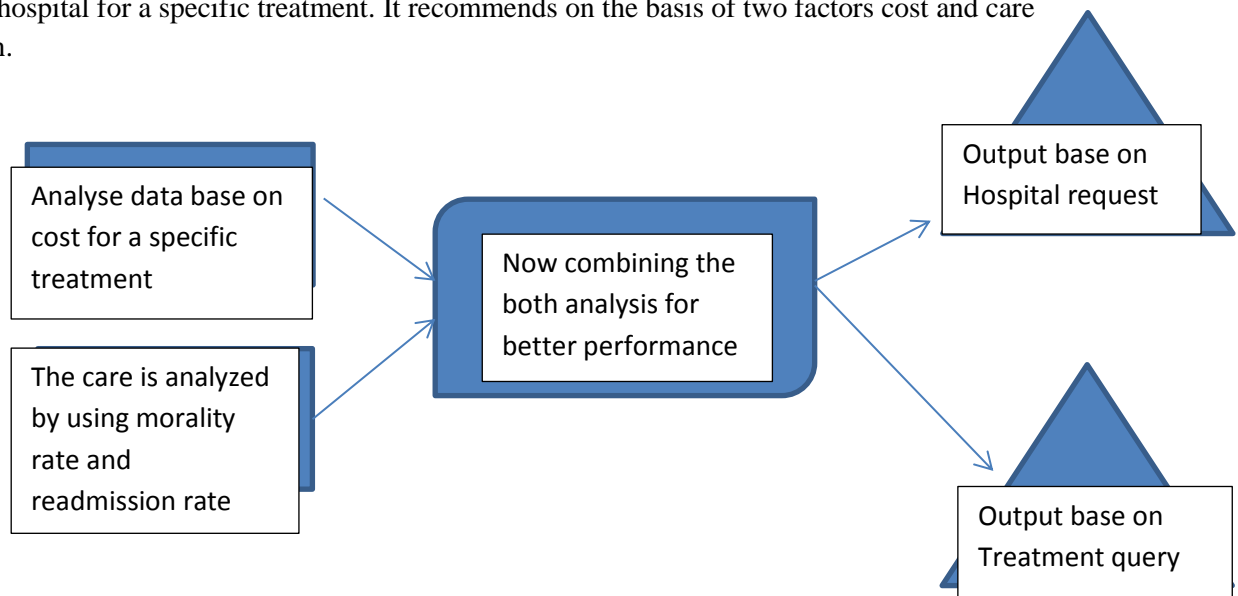 hospital for a specific treatment. It recommends on the basis of two factors cost and care
Analyse data base on
cost for a specific
treatment
The care is analyzed
by using morality
rate and
readmission rate
Now combining the
both analysis for
better performance
Output base on
Hospital request
Output base on
Treatment query